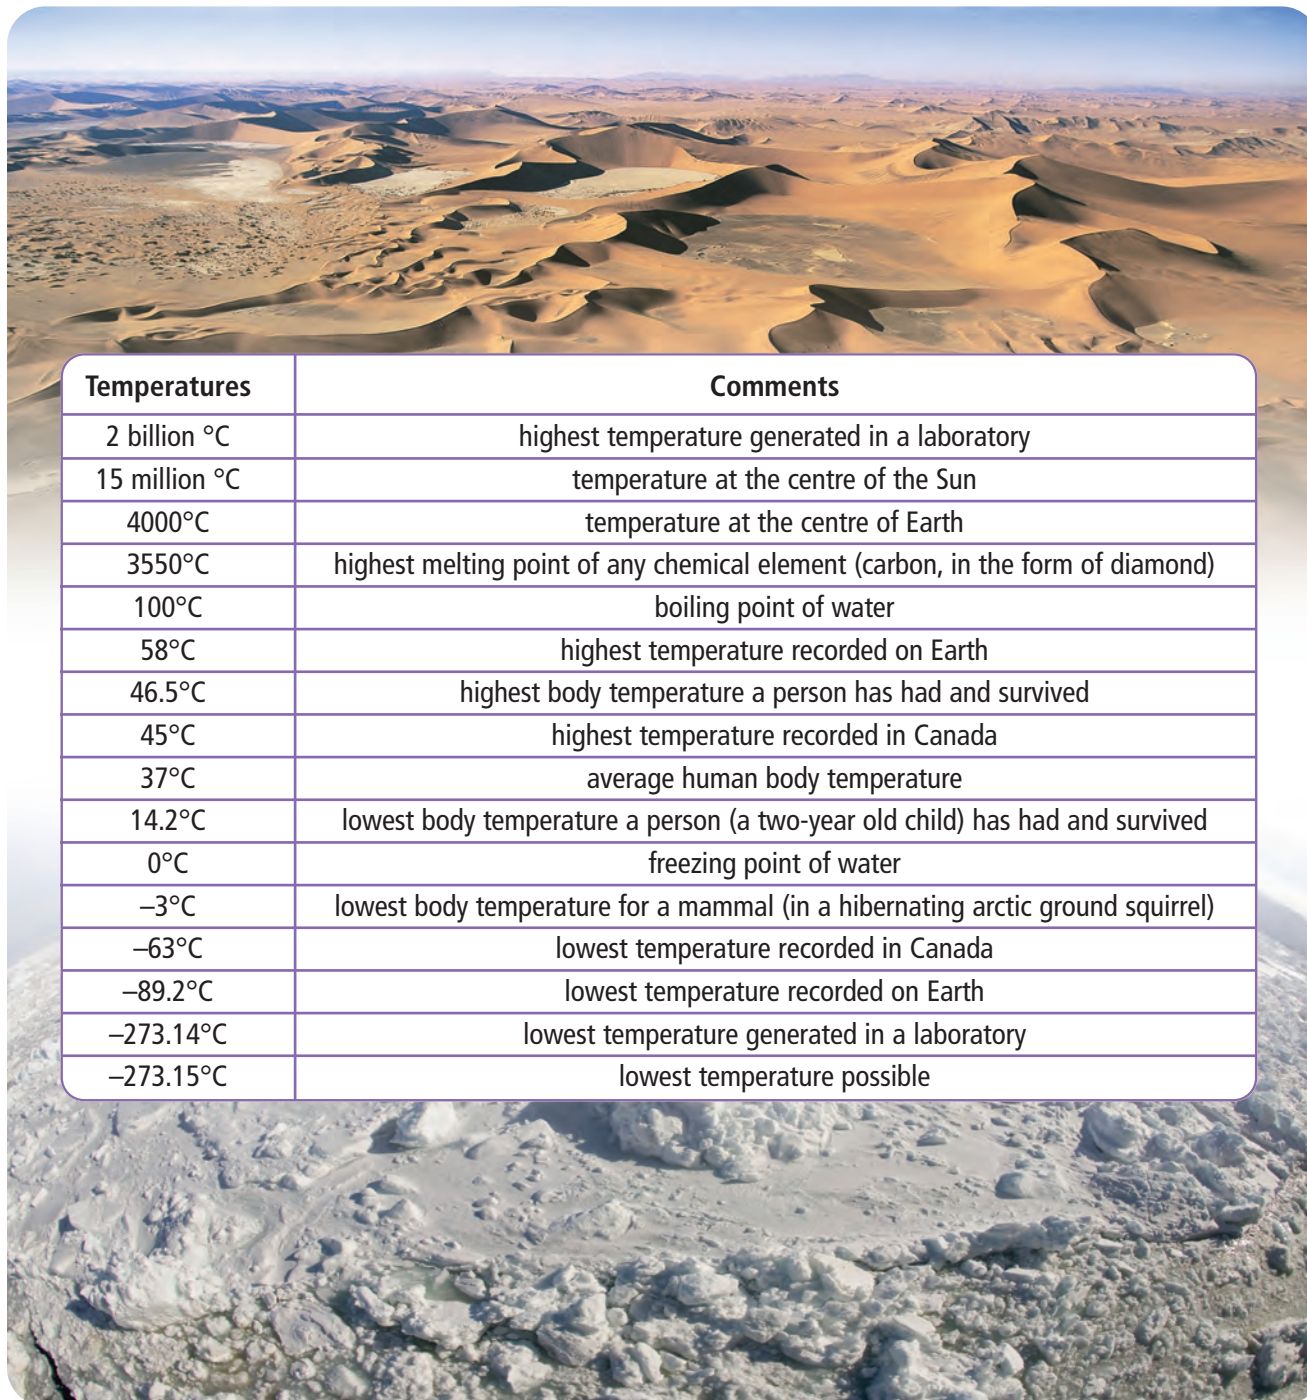 Temperatures Comments
2 billion °C highest temperature generated in a laboratory
15 million °C temperature at the centre of the Sun
4000°C temperature at the centre of Earth
3550°C highest melting point of any chemical element (carbon, in the form of diamond)
100°C boiling point of water
58°C highest temperature recorded on Earth
46.5°C highest body temperature a person has had and survived
45°C highest temperature recorded in Canada
37°C average human body temperature
14.2°C lowest body temperature a person (a two-year old child) has had and survived
0°C freezing point of water
–3°C lowest body temperature for a mammal (in a hibernating arctic ground squirrel)
–63°C lowest temperature recorded in Canada
–89.2°C lowest temperature recorded on Earth
–273.14°C lowest temperature generated in a laboratory
–273.15°C lowest temperature possible